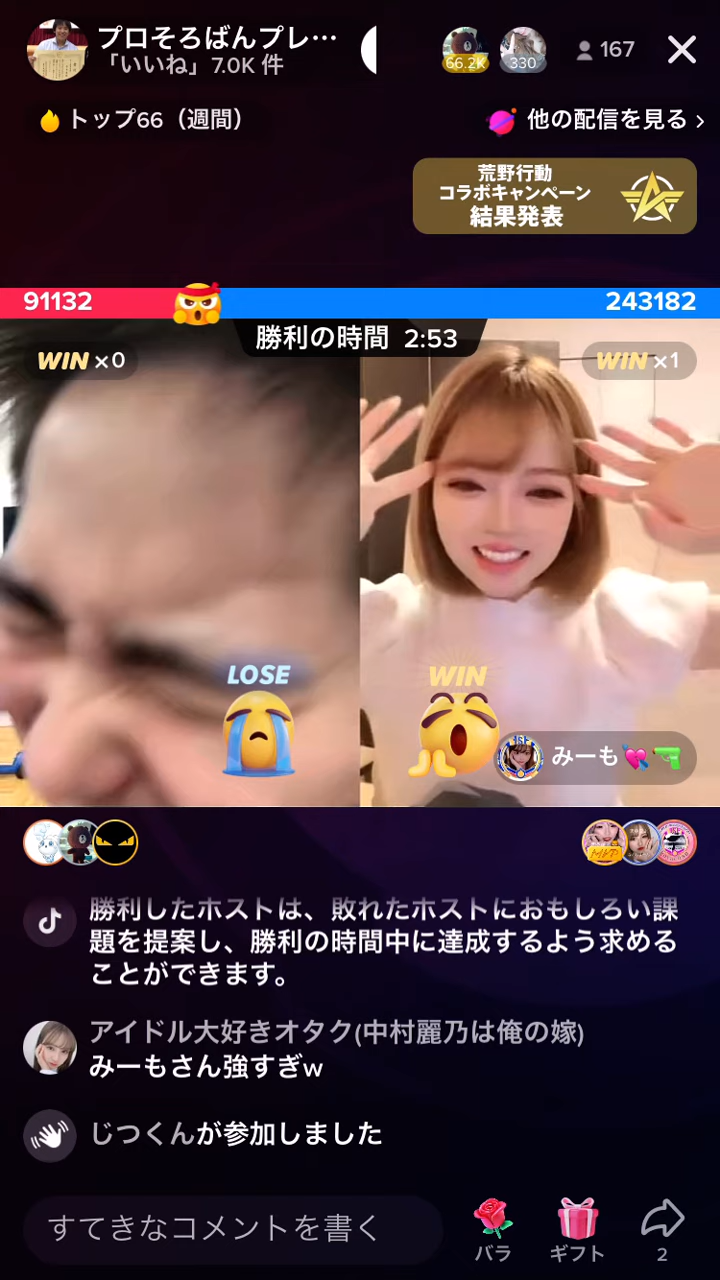 プロそろばんプレ…
「いいね」7.0K 件
66.2K
330
167
トップ66（週間）
他の配信を見る
荒野行動
コラボキャンペーン
結果発表
91132
243182
勝利の時間 2:53
WIN x0
WIN x1
LOSE
WIN
みーも💘🔫
勝利したホストは、敗れたホストにおもしろい課
題を提案し、勝利の時間中に達成するよう求める
ことができます。
アイドル大好きオタク(中村麗乃は俺の嫁)
みーもさん強すぎw
じつくんが参加しました
すてきなコメントを書く
バラ
ギフト
2